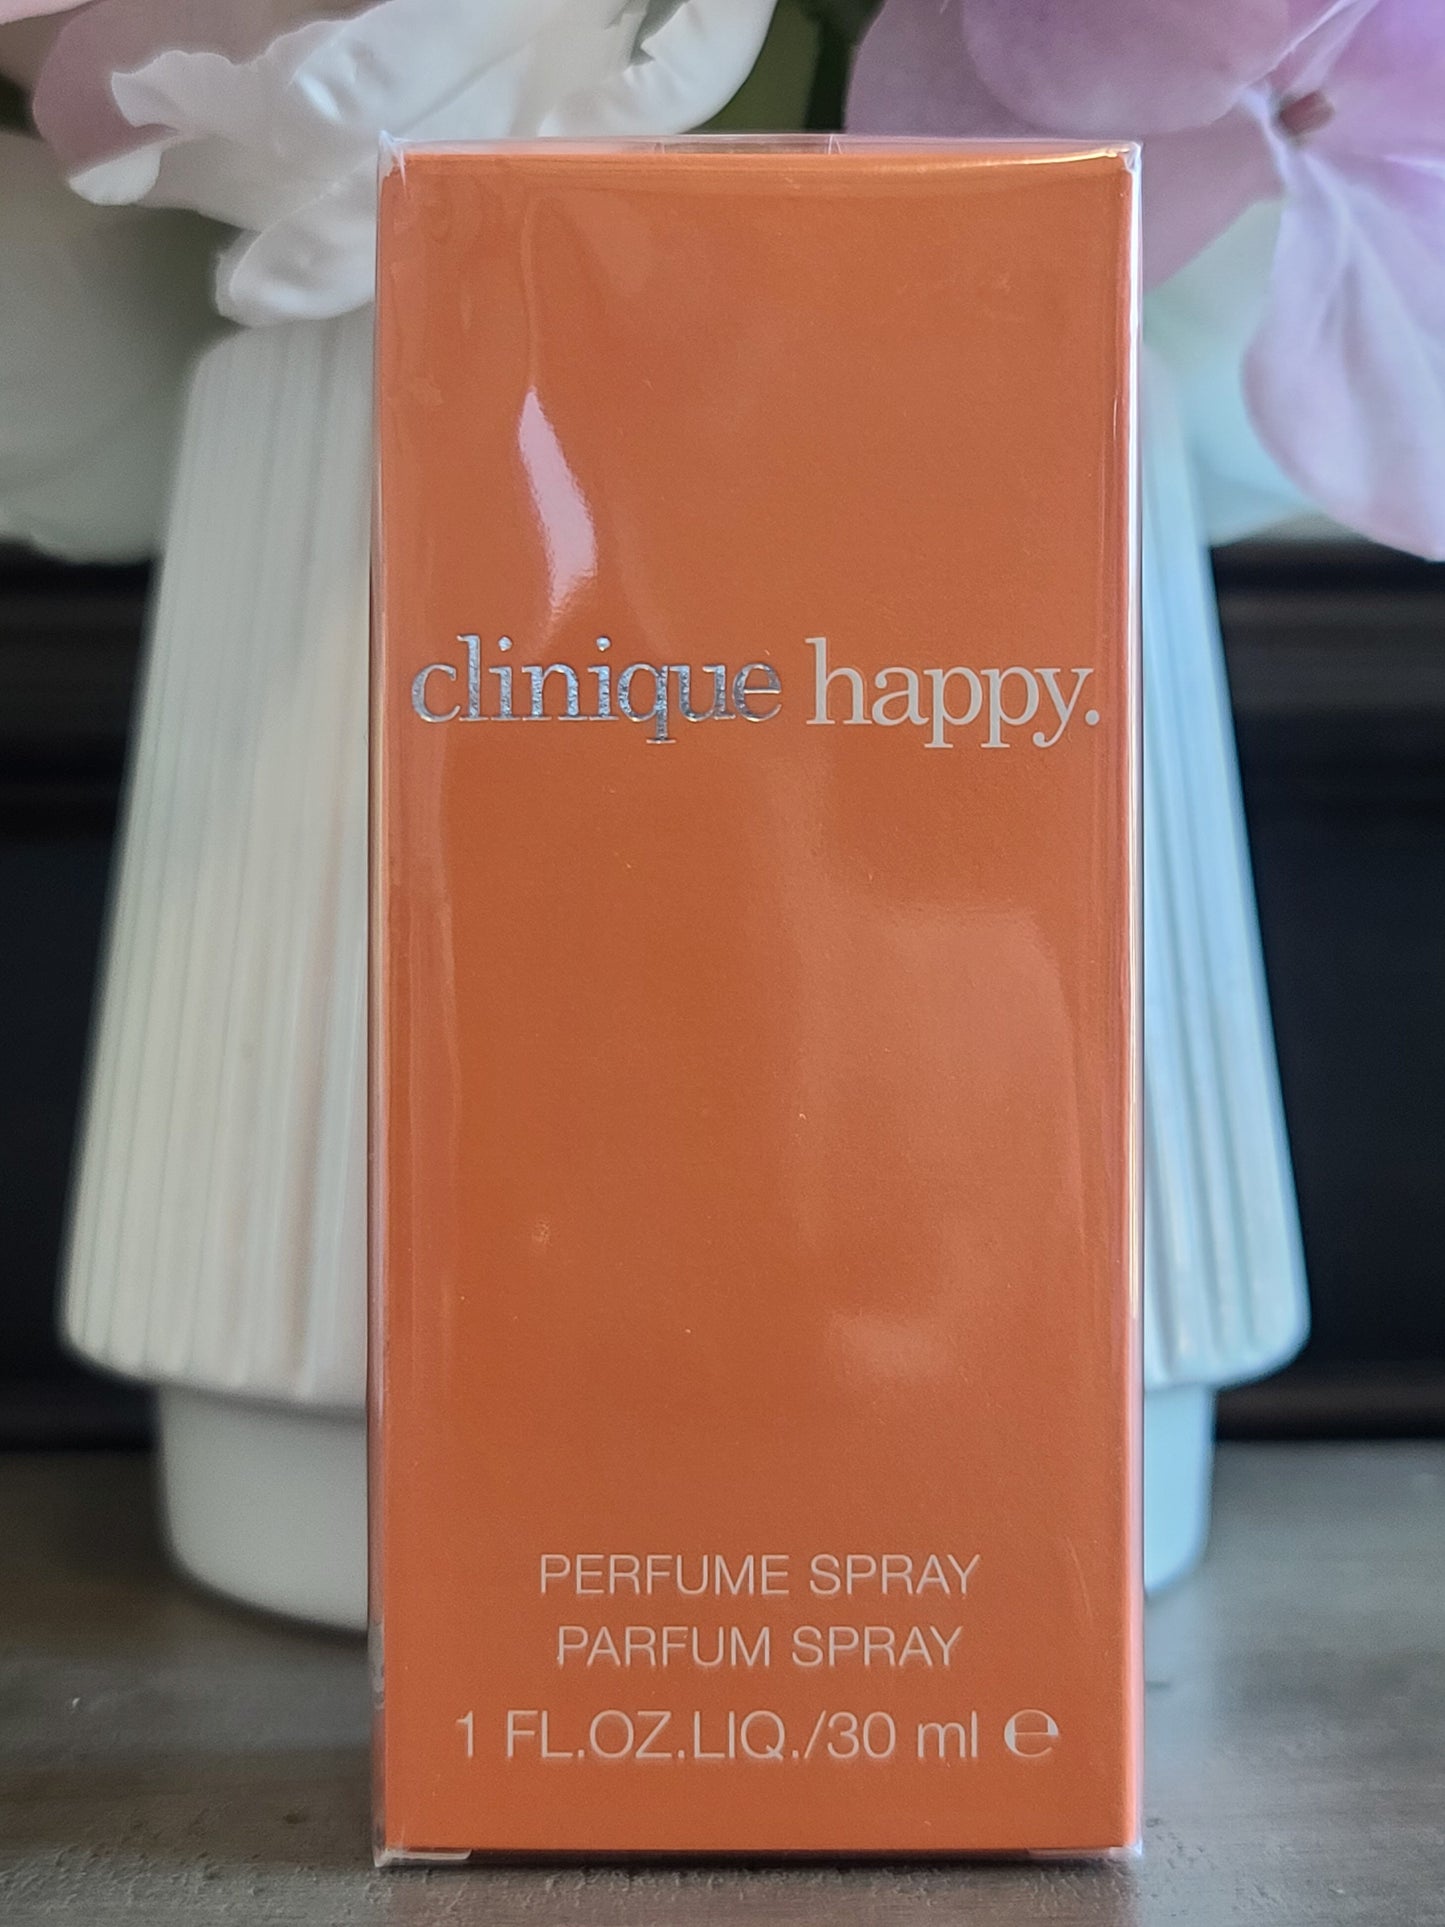 clinique happy.
PERFUME SPRAY
PARFUM SPRAY
1 FL.OZ.LIQ./30 ml ℮